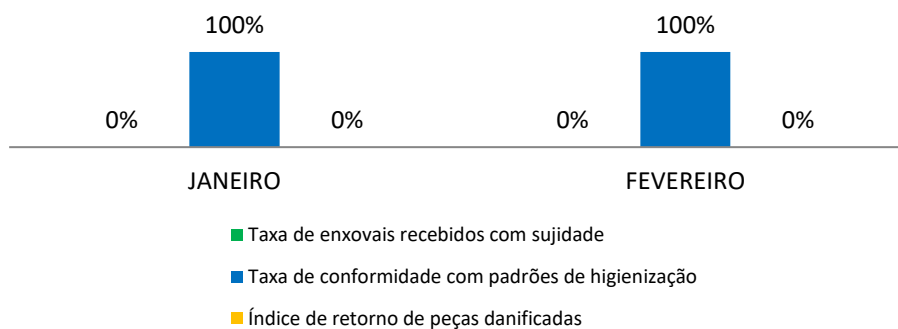 100% 100%
0% 0% 0% 0%
JANEIRO FEVEREIRO
Taxa de enxovais recebidos com sujidade
Taxa de conformidade com padrões de higienização
Índice de retorno de peças danificadas